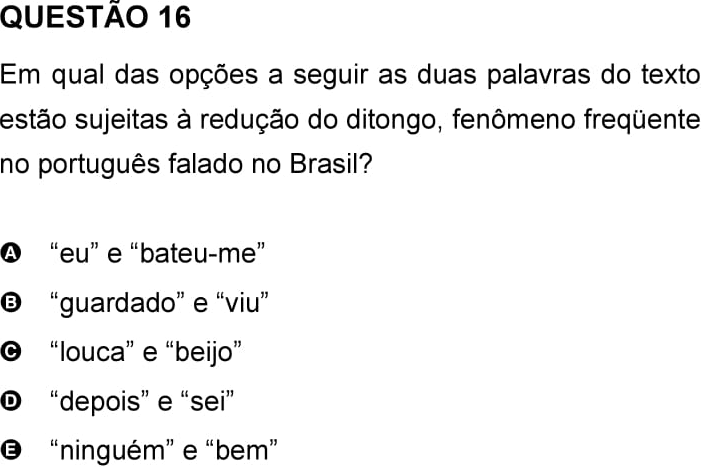 QUESTÃO 16
Em qual das opções a seguir as duas palavras do texto
estão sujeitas à redução do ditongo, fenômeno freqüente
no português falado no Brasil?
A “eu” e “bateu-me”
B “guardado” e “viu”
C “louca” e “beijo”
D “depois” e “sei”
E “ninguém” e “bem”